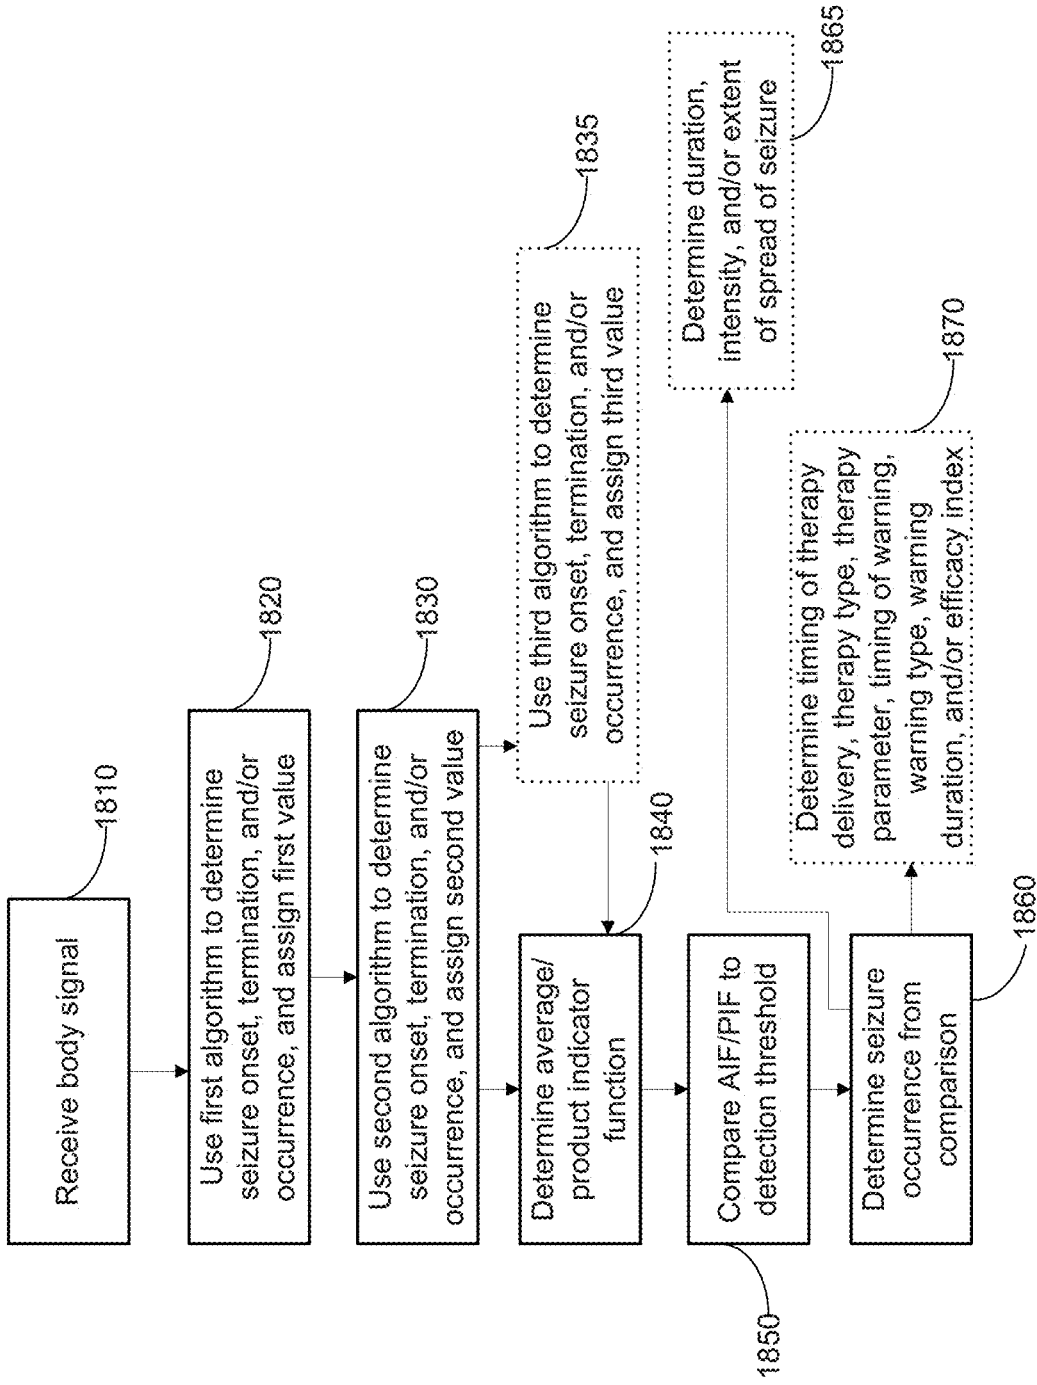 Receive body signal
1810
Use first algorithm to determine
seizure onset, termination, and/or
occurrence, and assign first value
1820
Use second algorithm to determine
seizure onset, termination, and/or
occurrence, and assign second value
1830
Use third algorithm to determine
seizure onset, termination, and/or
occurrence, and assign third value
1835
Determine average/
product indicator
function
1840
Compare AIF/PIF to
detection threshold
1850
Determine seizure
occurrence from
comparison
1860
Determine duration,
intensity, and/or extent
of spread of seizure
1865
Determine timing of therapy
delivery, therapy type, therapy
parameter, timing of warning,
warning type, warning
duration, and/or efficacy index
1870